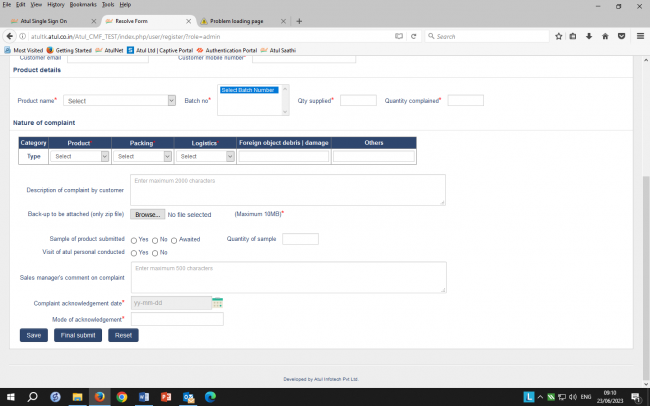 File Edit View History Bookmarks Tools Help
Atul Single Sign On Resolve Form Problem loading page
atultk.atul.co.in/Atul_CMF_TEST/index.php/user/register/?role=admin Search
Most Visited Getting Started AtulNet Atul Ltd | Captive Portal Authentication Portal Atul Saathi
Customer email Customer mobile number*
Product details
Product name* Select Batch no* Select Batch Number Qty supplied* Quantity complained*
Nature of complaint
Category Product Packing Logistics Foreign object debris | damage Others
Type Select Select Select
Enter maximum 2000 characters
Description of complaint by customer
Back-up to be attached (only zip file) Browse... No file selected (Maximum 10MB)*
Sample of product submitted Yes No Awaited Quantity of sample
Visit of atul personal conducted Yes No
Enter maximum 500 characters
Sales manager's comment on complaint
Complaint acknowledgement date* yy-mm-dd
Mode of acknowledgement*
Save Final submit Reset
Developed by Atul Infotech Pvt Ltd.
ENG 09:10
23/06/2023